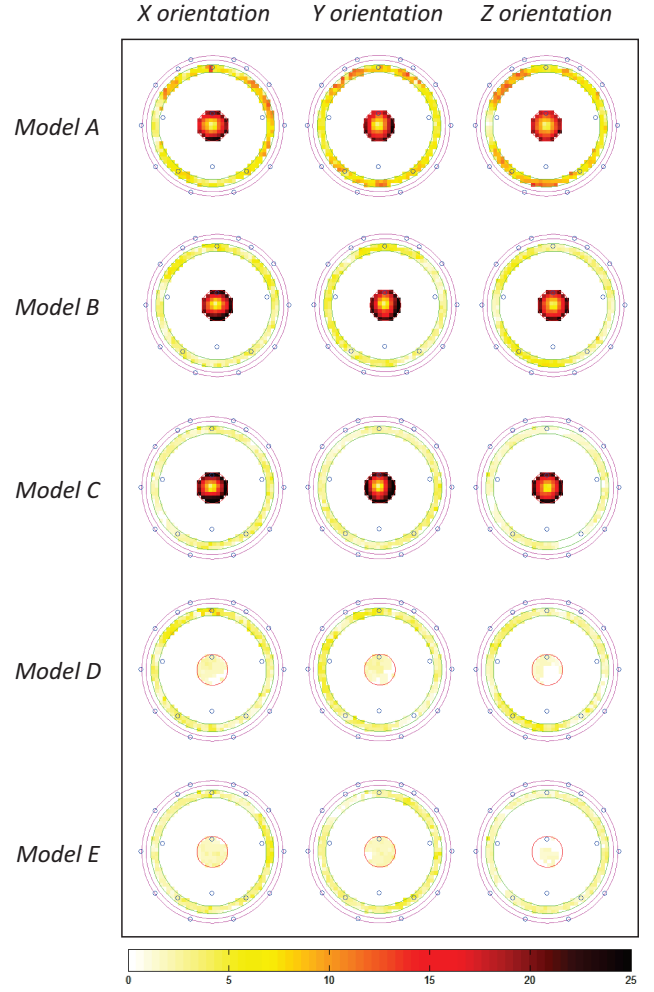 X orientation Y orientation Z orientation
Model A
Model B
Model C
Model D
Model E
0 5 10 15 20 25